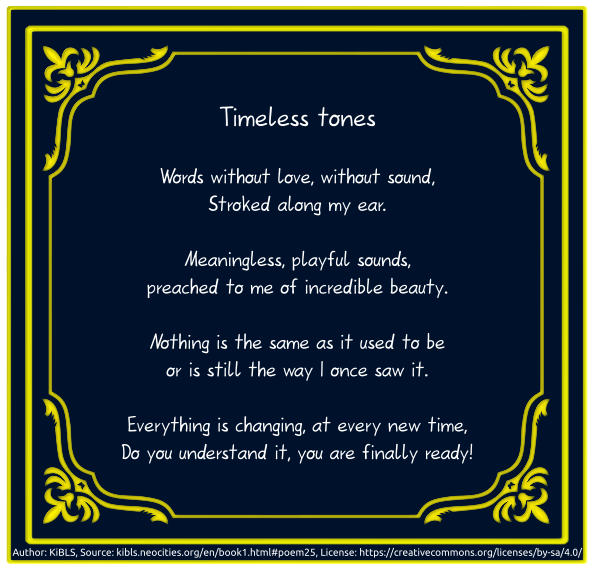 Timeless tones
Words without love, without sound,
Stroked along my ear.
Meaningless, playful sounds,
preached to me of incredible beauty.
Nothing is the same as it used to be
or is still the way I once saw it.
Everything is changing, at every new time,
Do you understand it, you are finally ready!
Author: KiBLS, Source: kibls.neocities.org/en/book1.html#poem25, License: https://creativecommons.org/licenses/by-sa/4.0/